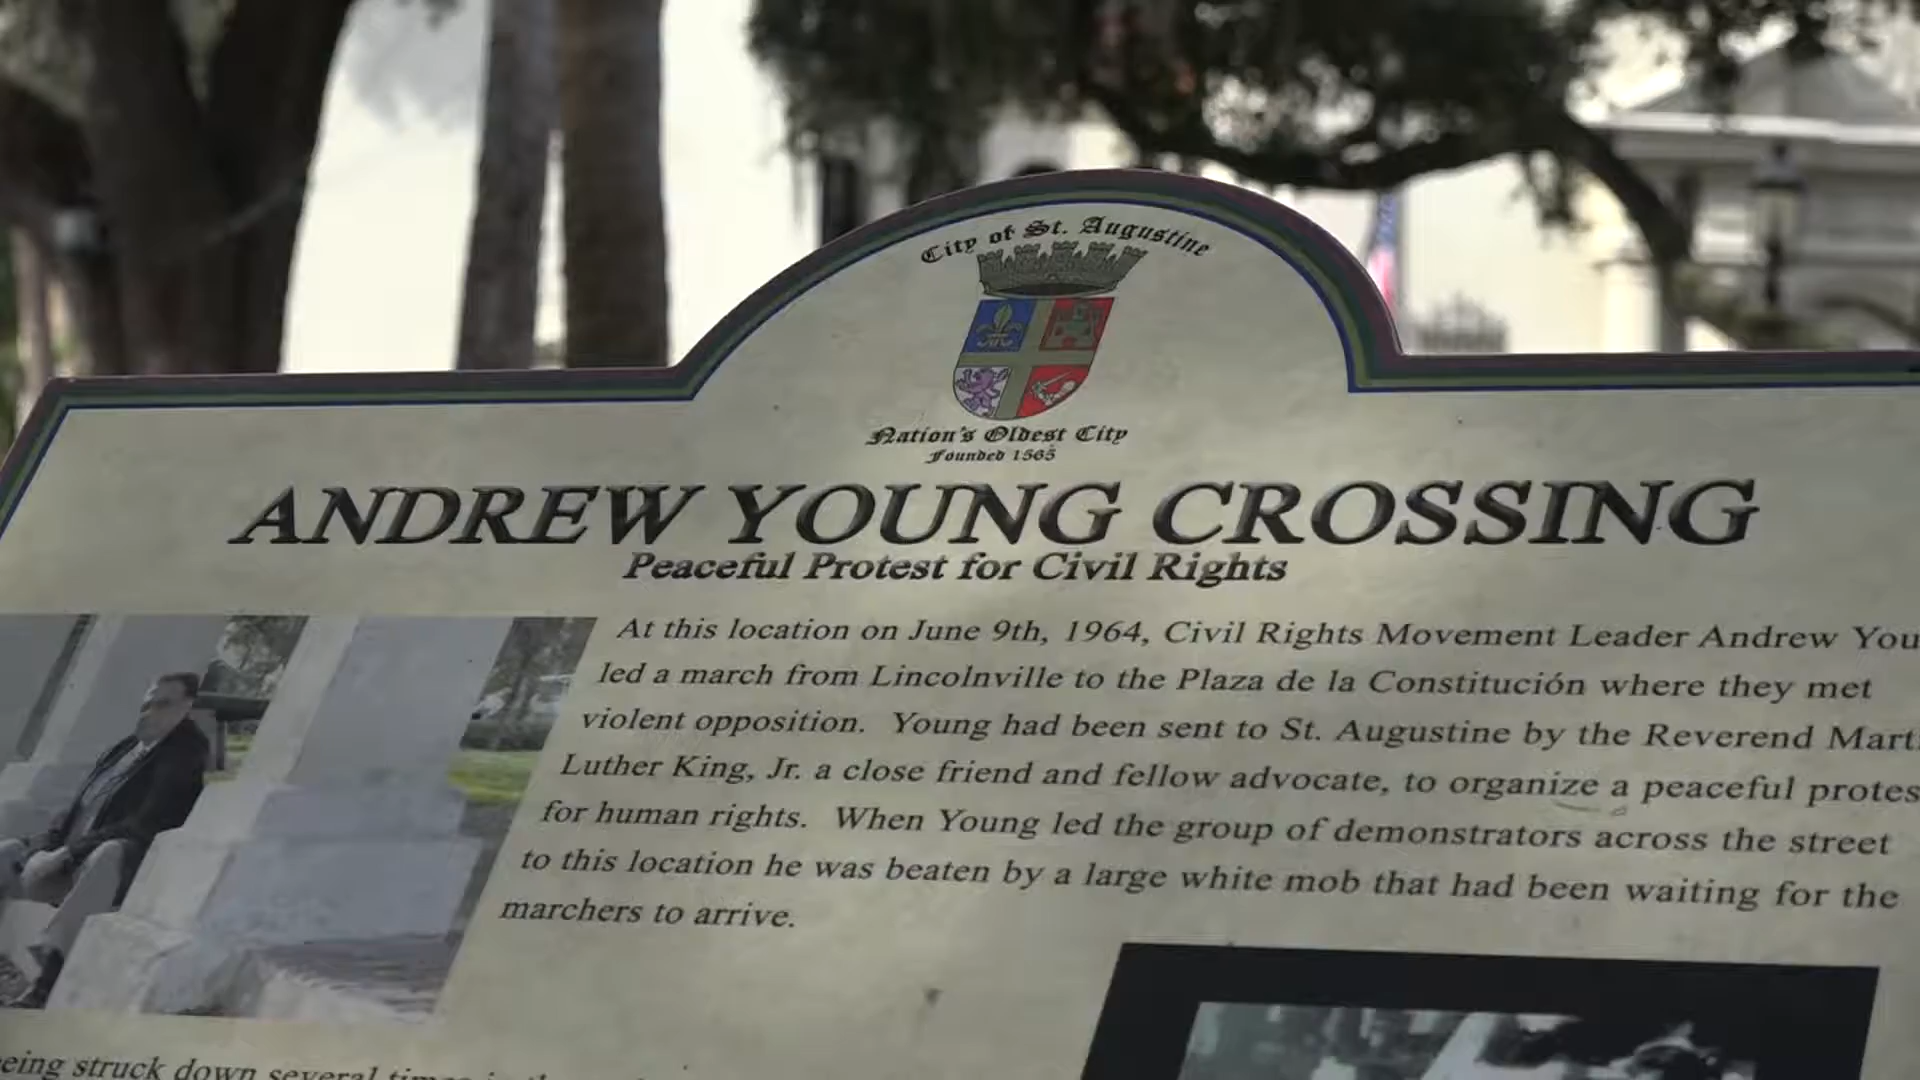 City of St. Augustine
Nation's Oldest City
Founded 1565
ANDREW YOUNG CROSSING
Peaceful Protest for Civil Rights
At this location on June 9th, 1964, Civil Rights Movement Leader Andrew You
led a march from Lincolnville to the Plaza de la Constitución where they met
violent opposition. Young had been sent to St. Augustine by the Reverend Mart
Luther King, Jr. a close friend and fellow advocate, to organize a peaceful protes
for human rights. When Young led the group of demonstrators across the street
to this location he was beaten by a large white mob that had been waiting for the
marchers to arrive.
eing struck down several times in